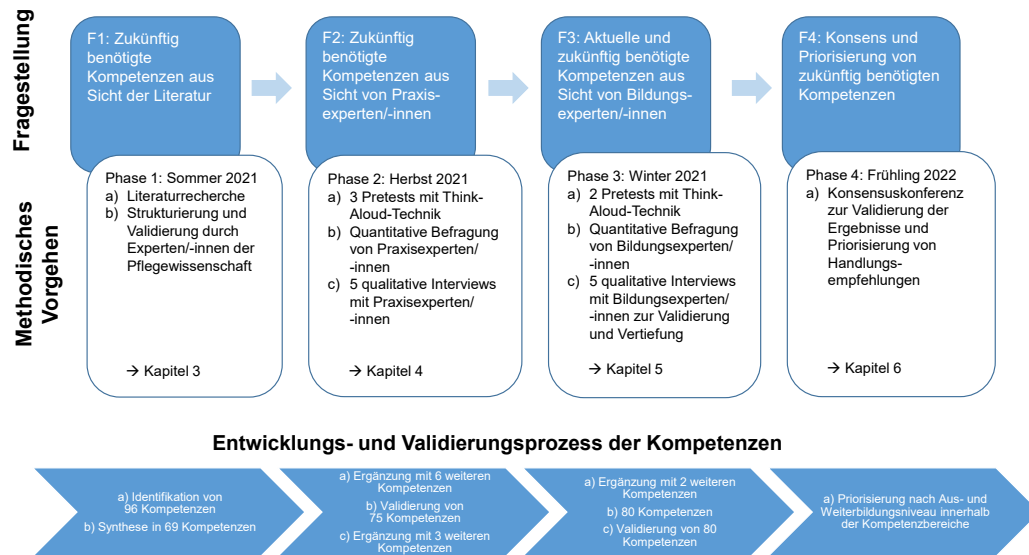 Fragestellung
F1: Zukünftig
benötigte
Kompetenzen aus
Sicht der Literatur
F2: Zukünftig
benötigte
Kompetenzen aus
Sicht von Praxis-
experten/-innen
F3: Aktuelle und
zukünftig benötigte
Kompetenzen aus
Sicht von Bildungs-
experten/-innen
F4: Konsens und
Priorisierung von
zukünftig benötigten
Kompetenzen
Methodisches
Vorgehen
Phase 1: Sommer 2021
a) Literaturrecherche
b) Strukturierung und
Validierung durch
Experten/-innen der
Pflegewissenschaft
→ Kapitel 3
Phase 2: Herbst 2021
a) 3 Pretests mit Think-
Aloud-Technik
b) Quantitative Befragung
von Praxisexperten/
-innen
c) 5 qualitative Interviews
mit Praxisexperten/
-innen
→ Kapitel 4
Phase 3: Winter 2021
a) 2 Pretests mit Think-
Aloud-Technik
b) Quantitative Befragung
von Bildungsexperten/
-innen
c) 5 qualitative Interviews
mit Bildungsexperten/
-innen zur Validierung
und Vertiefung
→ Kapitel 5
Phase 4: Frühling 2022
a) Konsensuskonferenz
zur Validierung der
Ergebnisse und
Priorisierung von
Handlungs-
empfehlungen
→ Kapitel 6
Entwicklungs- und Validierungsprozess der Kompetenzen
a) Identifikation von
96 Kompetenzen
b) Synthese in 69 Kompetenzen
a) Ergänzung mit 6 weiteren
Kompetenzen
b) Validierung von
75 Kompetenzen
c) Ergänzung mit 3 weiteren
Kompetenzen
a) Ergänzung mit 2 weiteren
Kompetenzen
b) 80 Kompetenzen
c) Validierung von 80
Kompetenzen
a) Priorisierung nach Aus- und
Weiterbildungsniveau innerhalb
der Kompetenzbereiche